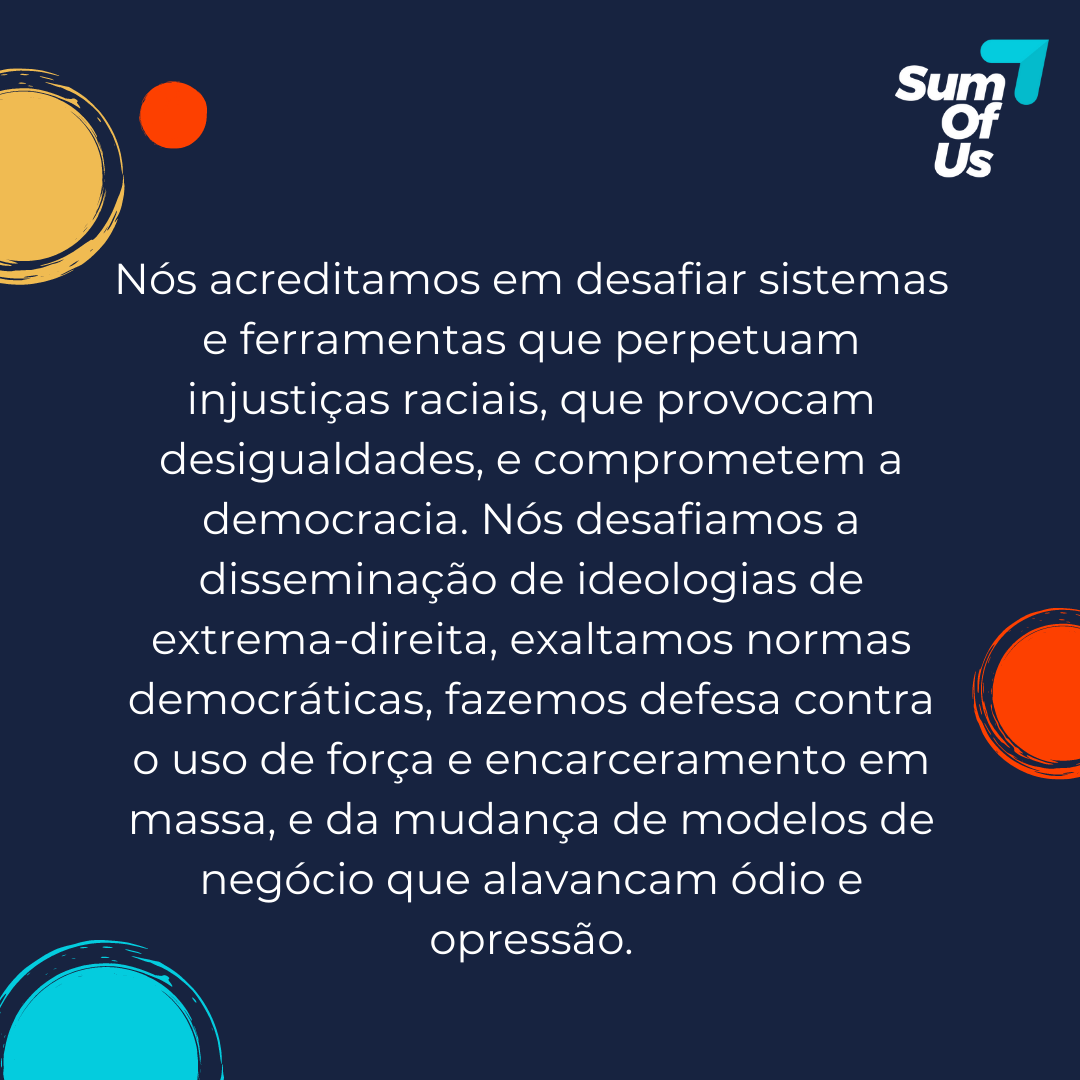 Sum
Of
Us
Nós acreditamos em desafiar sistemas
e ferramentas que perpetuam
injustiças raciais, que provocam
desigualdades, e comprometem a
democracia. Nós desafiamos a
disseminação de ideologias de
extrema-direita, exaltamos normas
democráticas, fazemos defesa contra
o uso de força e encarceramento em
massa, e da mudança de modelos de
negócio que alavancam ódio e
opressão.